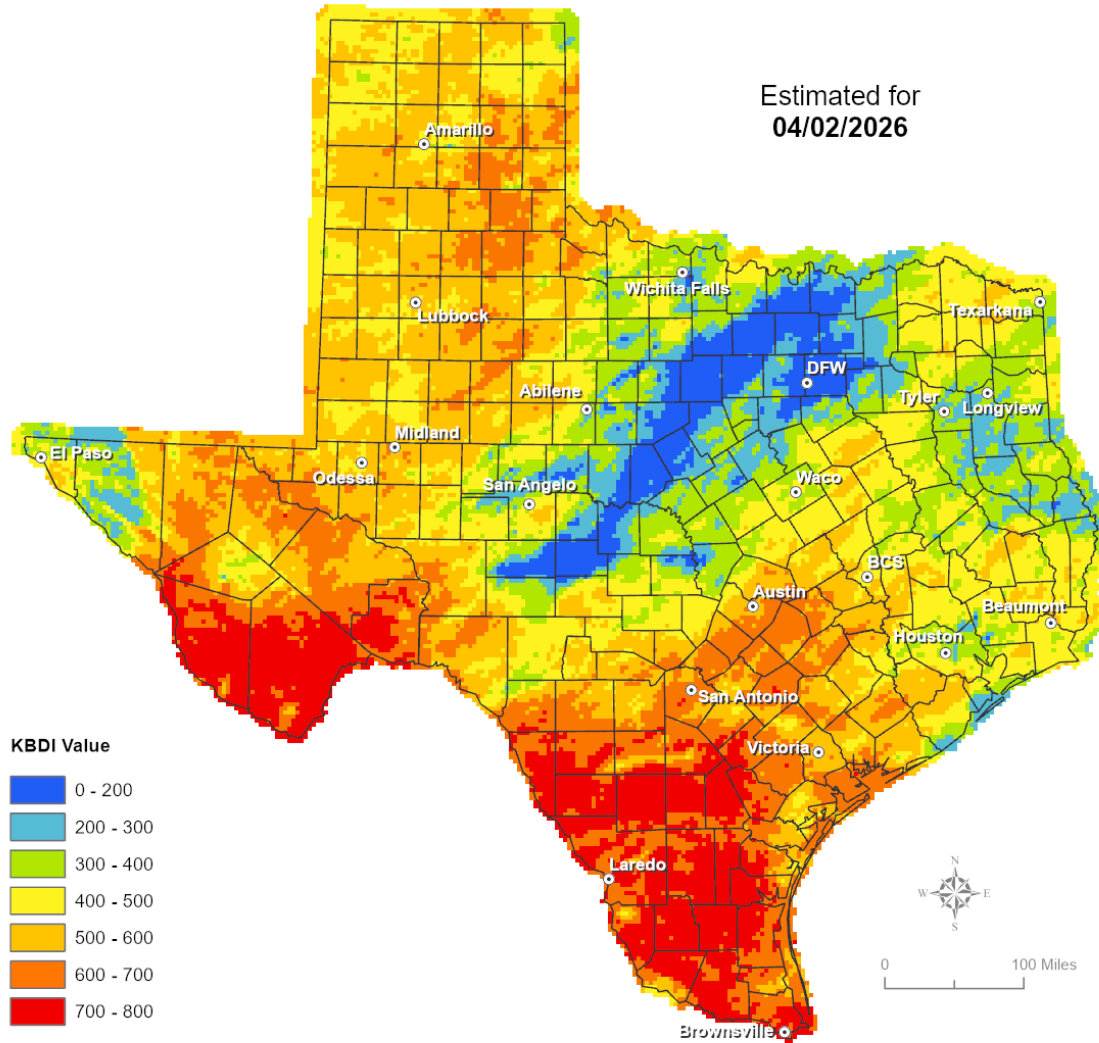 Estimated for
04/02/2026
Amarillo
Wichita Falls
Lubbock
Texarkana
DFW
Abilene
Tyler
Longview
Midland
El Paso
Odessa
San Angelo
Waco
BCS
Austin
Beaumont
Houston
San Antonio
Victoria
KBDI Value
0 - 200
200 - 300
300 - 400
400 - 500
500 - 600
600 - 700
700 - 800
Laredo
N
W E
S
0 100 Miles
Brownsville